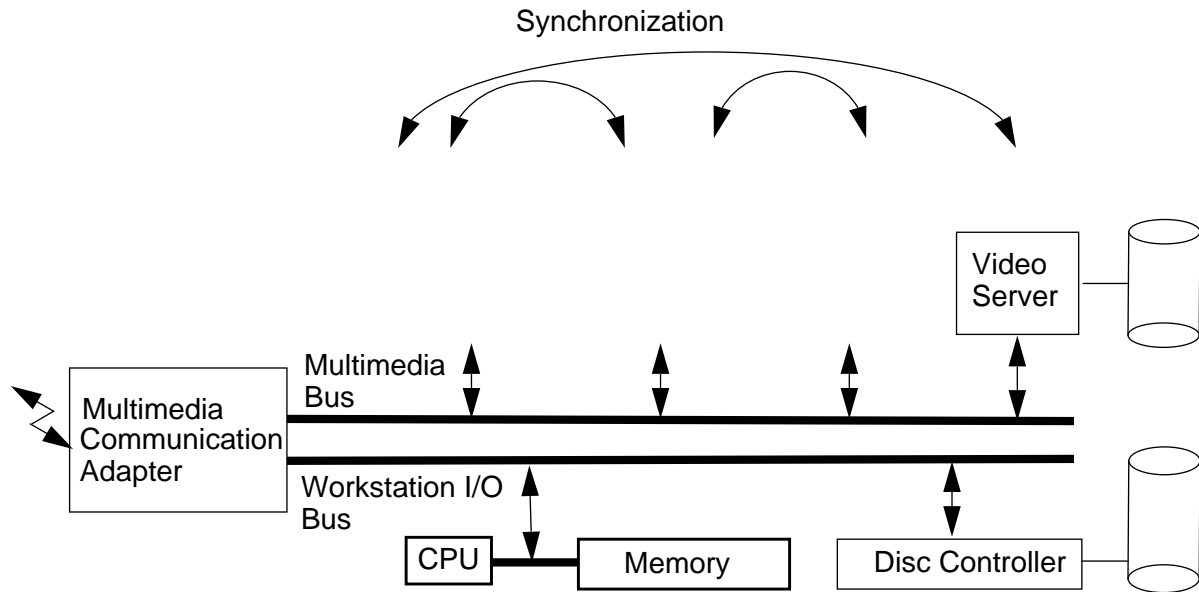 Synchronization
Video
Server
Multimedia
Bus
Multimedia
Communication
Adapter
Workstation I/O
Bus
CPU
Memory
Disc Controller